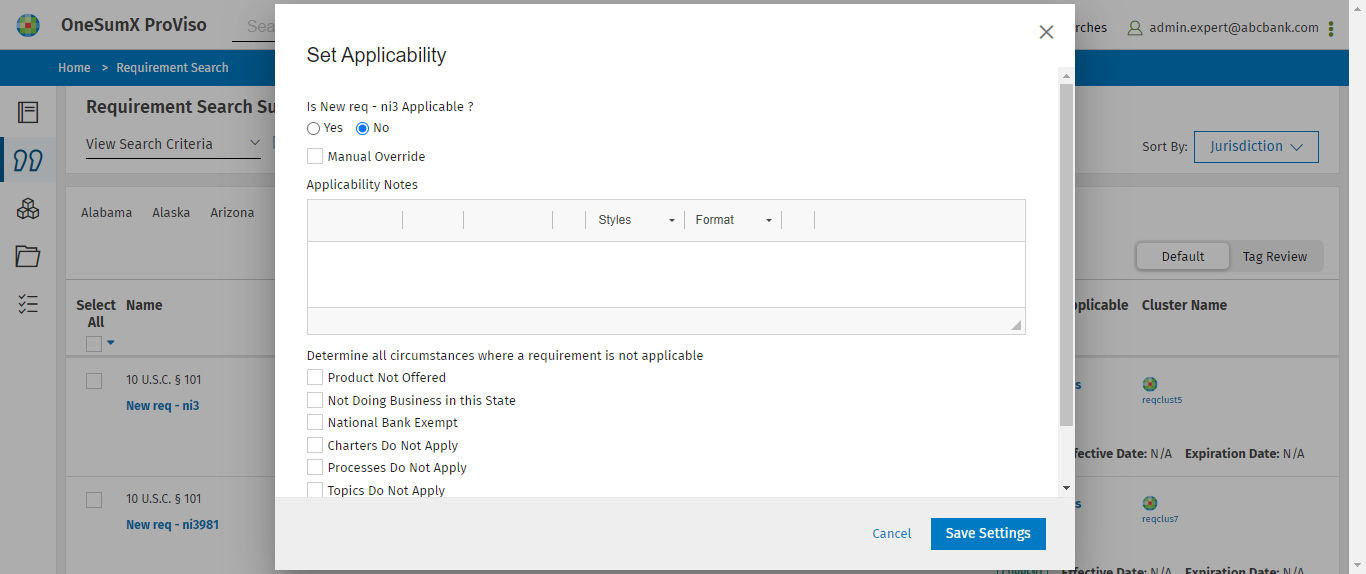 OneSumX ProViso
Sea
rches
admin.expert@abcbank.com
Home > Requirement Search
Requirement Search Su
View Search Criteria
Sort By: Jurisdiction
Alabama Alaska Arizona
Default Tag Review
Select All
Name
plicable
Cluster Name
10 U.S.C. § 101
New req - ni3
s
reqclust5
fective Date: N/A Expiration Date: N/A
10 U.S.C. § 101
New req - ni3981
s
reqclus7
Effective Date: N/A Expiration Date: N/A
Set Applicability
Is New req - ni3 Applicable ?
Yes No
Manual Override
Applicability Notes
Styles Format
Determine all circumstances where a requirement is not applicable
Product Not Offered
Not Doing Business in this State
National Bank Exempt
Charters Do Not Apply
Processes Do Not Apply
Topics Do Not Apply
Cancel Save Settings